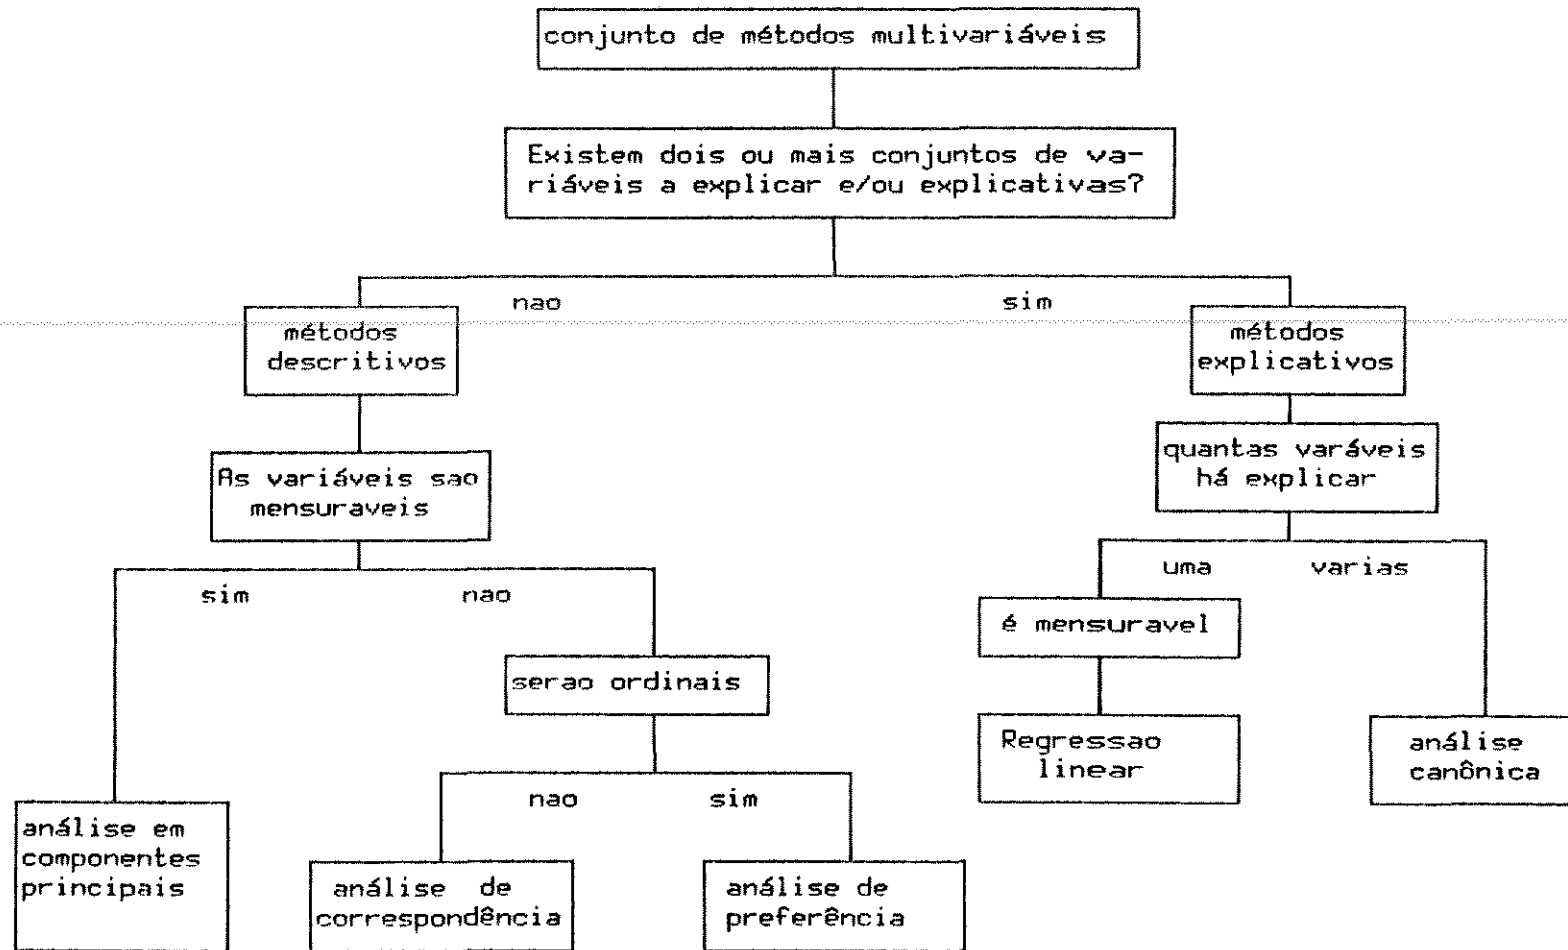 conjunto de métodos multivariáveis
Existem dois ou mais conjuntos de va-
riáveis a explicar e/ou explicativas?
nao
sim
métodos
descritivos
métodos
explicativos
As variáveis sao
mensuraveis
quantas varáveis
há explicar
sim
nao
uma
varias
é mensuravel
serao ordinais
Regressao
linear
análise
canônica
nao
sim
análise em
componentes
principais
análise de
correspondência
análise de
preferência